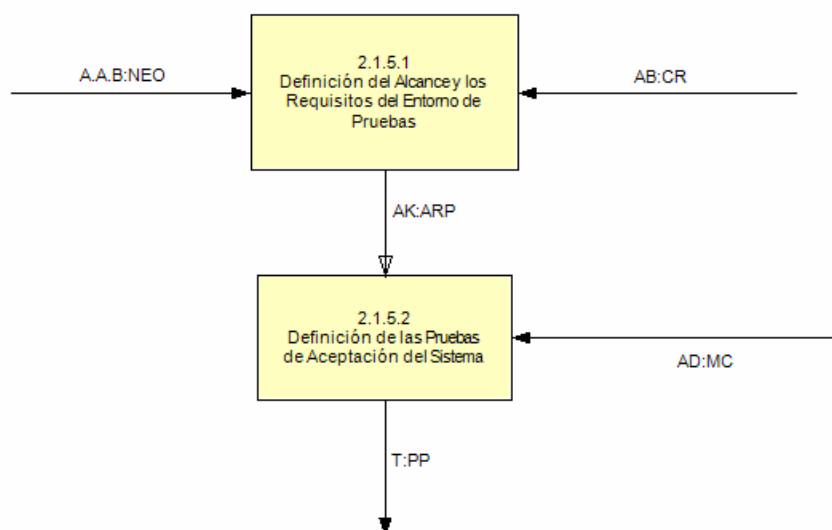 2.1.5.1
A.A.B:NEO
Definición del Alcance y los
AB:CR
Requisitos del Entorno de
Pruebas
AK:ARP
2.1.5.2
Definición de las Pruebas
de Aceptación del Sistema
AD:MC
T:PP